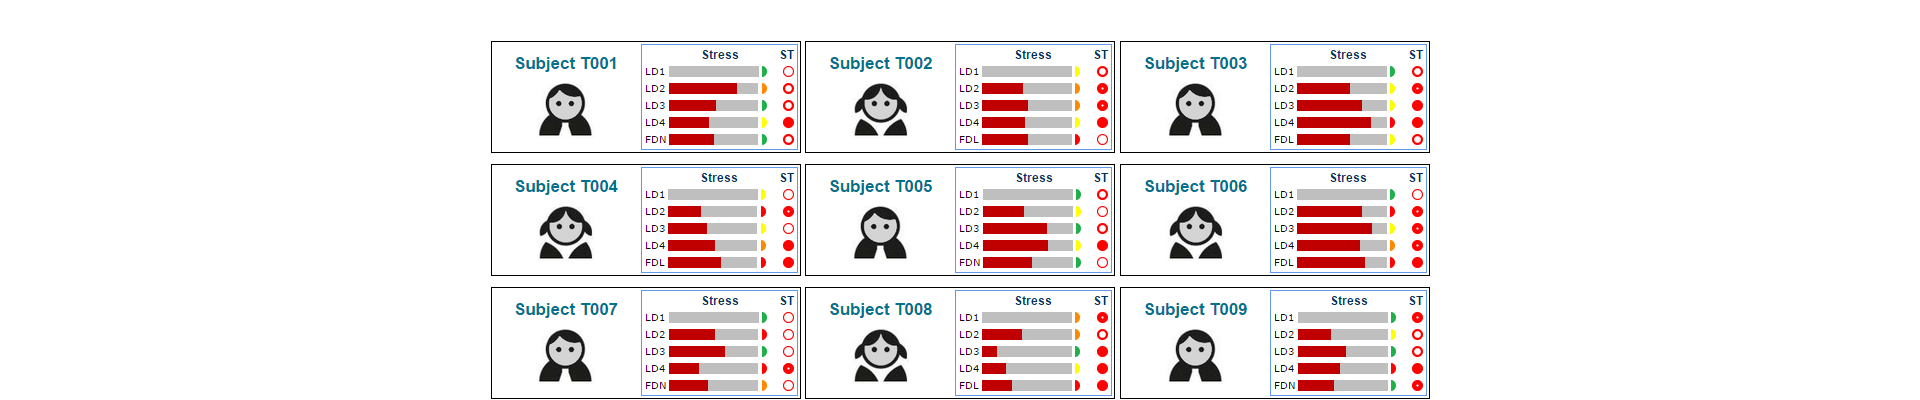 Subject T001
Stress ST
LD1
LD2
LD3
LD4
FDN
Subject T002
Stress ST
LD1
LD2
LD3
LD4
FDL
Subject T003
Stress ST
LD1
LD2
LD3
LD4
FDL
Subject T004
Stress ST
LD1
LD2
LD3
LD4
FDL
Subject T005
Stress ST
LD1
LD2
LD3
LD4
FDN
Subject T006
Stress ST
LD1
LD2
LD3
LD4
FDL
Subject T007
Stress ST
LD1
LD2
LD3
LD4
FDN
Subject T008
Stress ST
LD1
LD2
LD3
LD4
FDL
Subject T009
Stress ST
LD1
LD2
LD3
LD4
FDN